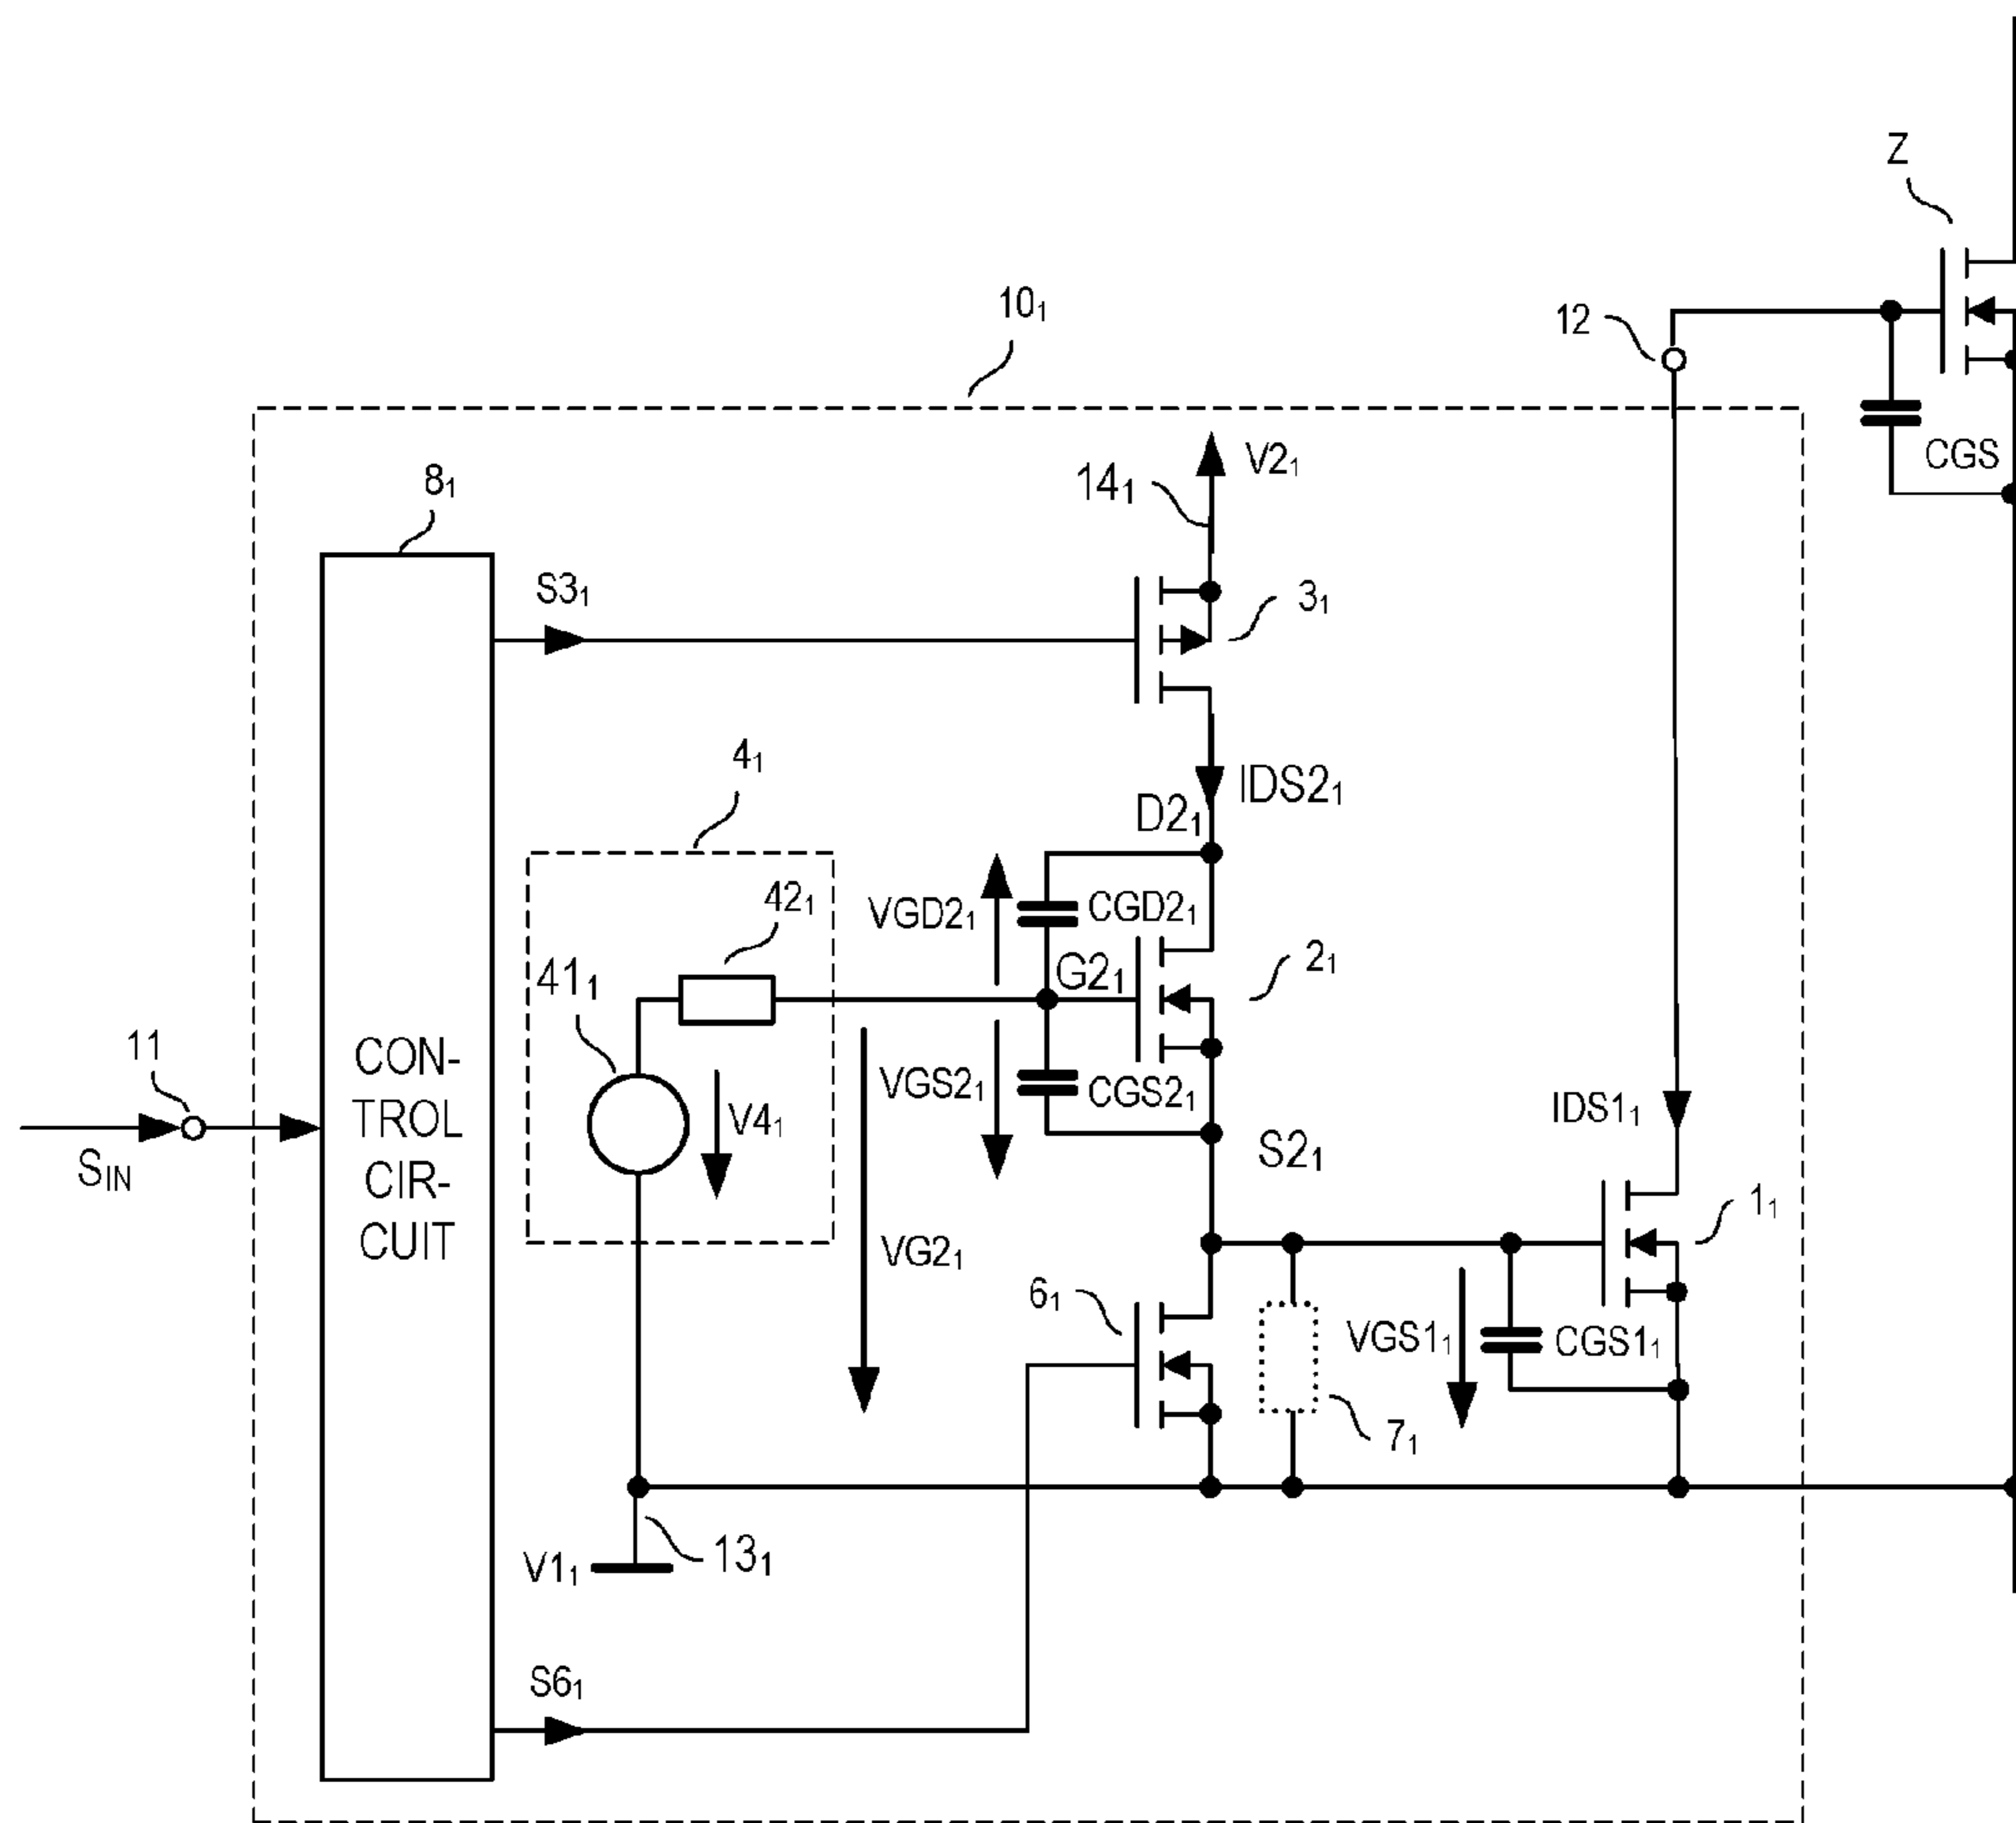 Z
10₁
12
CGS
V2₁
14₁
8₁
S3₁
3₁
4₁
IDS2₁
D2₁
42₁
VGD2₁
CGD2₁
41₁
G2₁
2₁
11
CON-
TROL
CIR-
CUIT
S_IN
V4₁
VGS2₁
CGS2₁
IDS1₁
S2₁
1₁
VG2₁
6₁
VGS1₁
CGS1₁
7₁
V1₁
13₁
S6₁